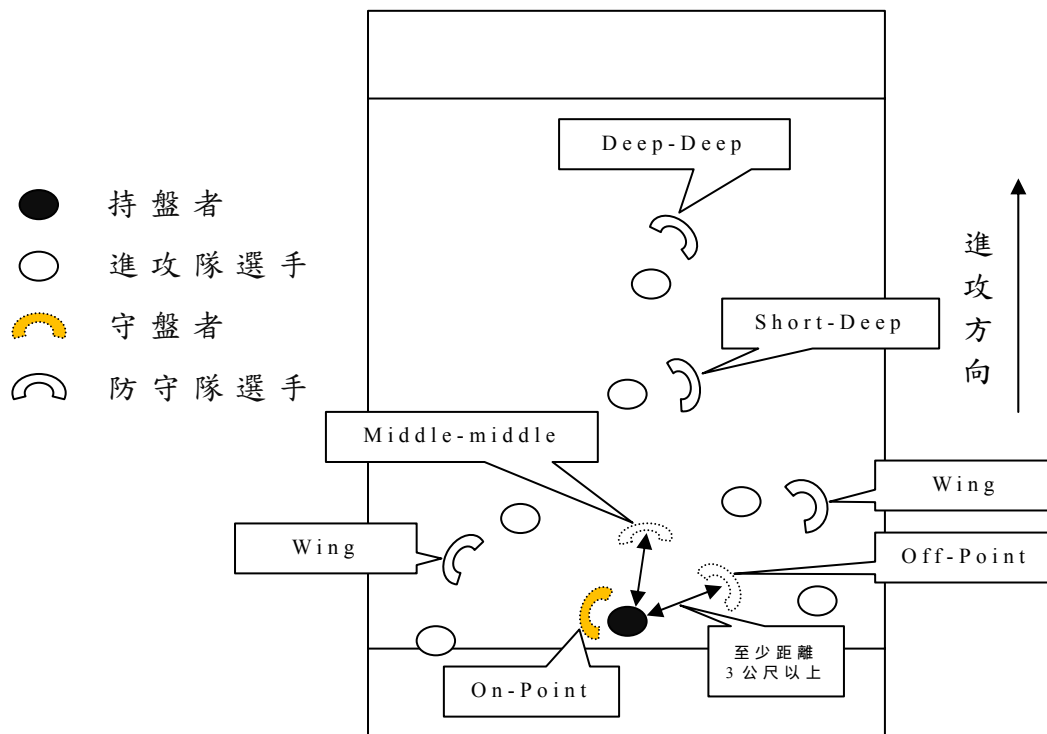 Deep-Deep
持盤者
進攻隊選手
守盤者
防守隊選手
進攻方向
Short-Deep
Middle-middle
Wing
Wing
Off-Point
至少距離
3公尺以上
On-Point